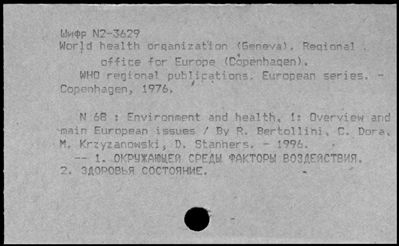 Шифр N2-3629
World health organization (Geneva). Regional
office for Europe (Copenhagen).
WHO regional publications. European series. -
Copenhagen, 1976.
N 68 : Environment and health. 1: Overview and
main European issues / By R. Bertollini, C. Dora,
M. Krzyzanowski, D. Stanhers. - 1996.
-- 1. ОКРУЖАЮЩЕЙ СРЕДЫ ФАКТОРЫ ВОЗДЕЙСТВИЯ.
2. ЗДОРОВЬЯ СОСТОЯНИЕ.